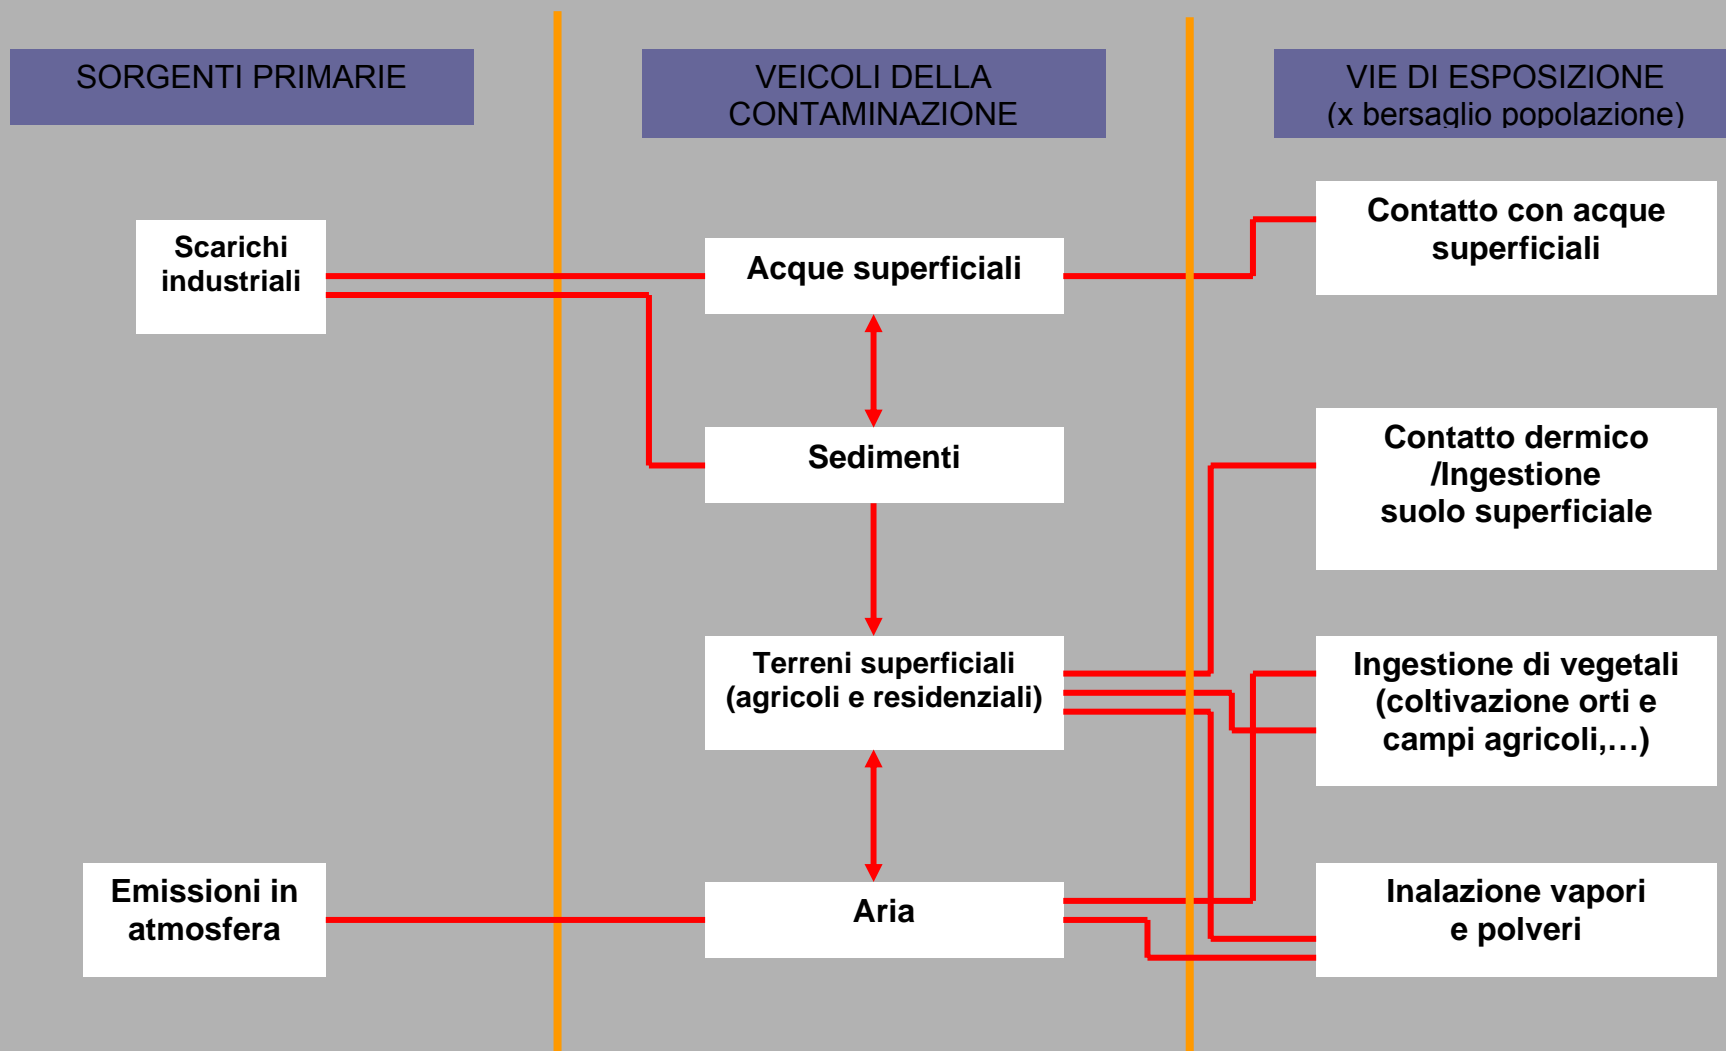 SORGENTI PRIMARIE
VEICOLI DELLA
CONTAMINAZIONE
VIE DI ESPOSIZIONE
(x bersaglio popolazione)
Scarichi
industriali
Acque superficiali
Contatto con acque
superficiali
Sedimenti
Contatto dermico
/Ingestione
suolo superficiale
Terreni superficiali
(agricoli e residenziali)
Ingestione di vegetali
(coltivazione orti e
campi agricoli,…)
Emissioni in
atmosfera
Aria
Inalazione vapori
e polveri